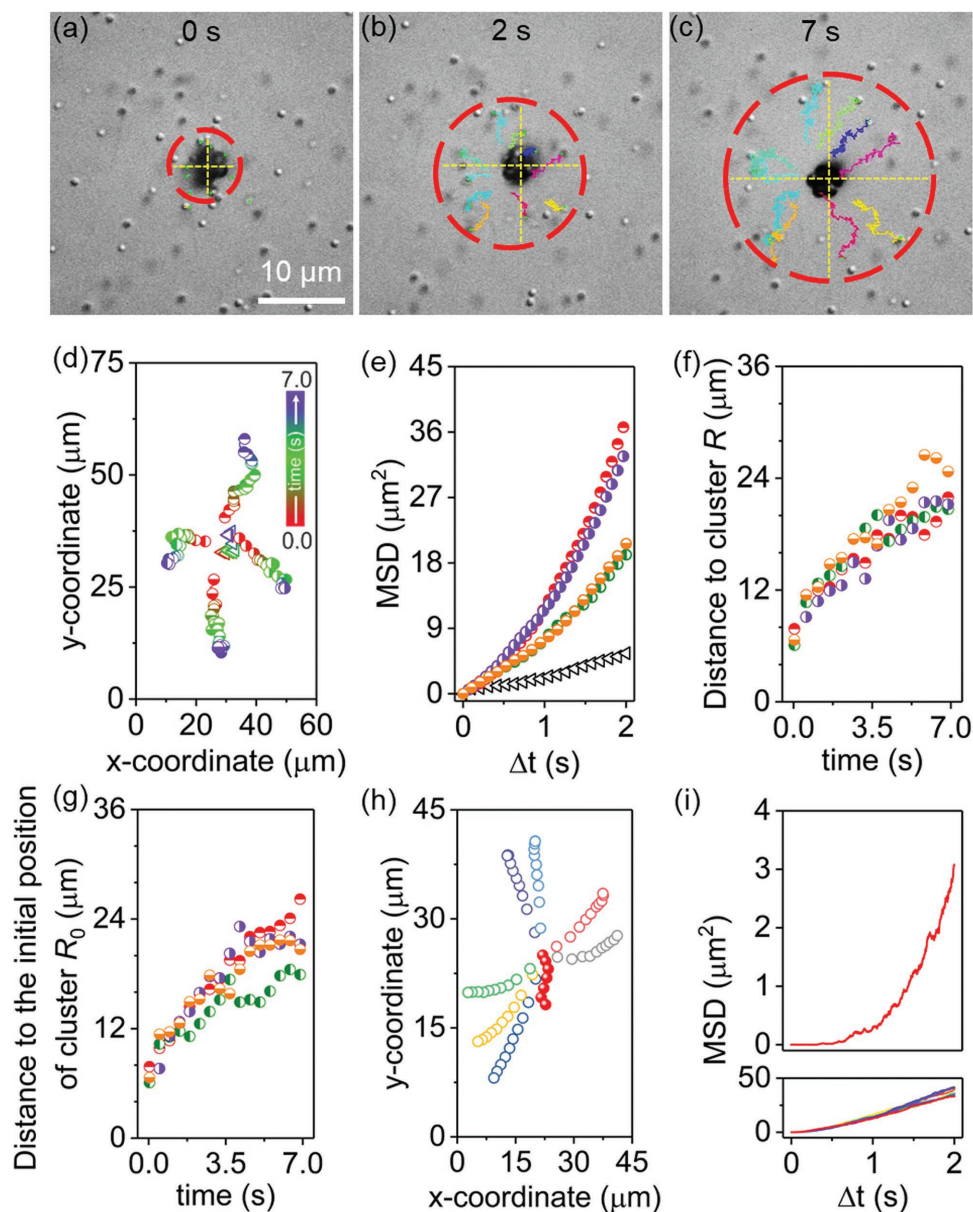 (a) 0 s
(b) 2 s
(c) 7 s
10 µm
(d)
75
50
25
0
y-coordinate (µm)
7.0
time (s)
0.0
0 20 40 60
x-coordinate (µm)
(e)
45
36
27
18
9
0
MSD (µm²)
0 1 2
Δt (s)
(f)
36
24
12
0
Distance to cluster R (µm)
0.0 3.5 7.0
time (s)
(g)
36
24
12
0
Distance to the initial position
of cluster R₀ (µm)
0.0 3.5 7.0
time (s)
(h)
45
30
15
0
y-coordinate (µm)
0 15 30 45
x-coordinate (µm)
(i)
4
3
2
1
0
MSD (µm²)
50
0
0 1 2
Δt (s)